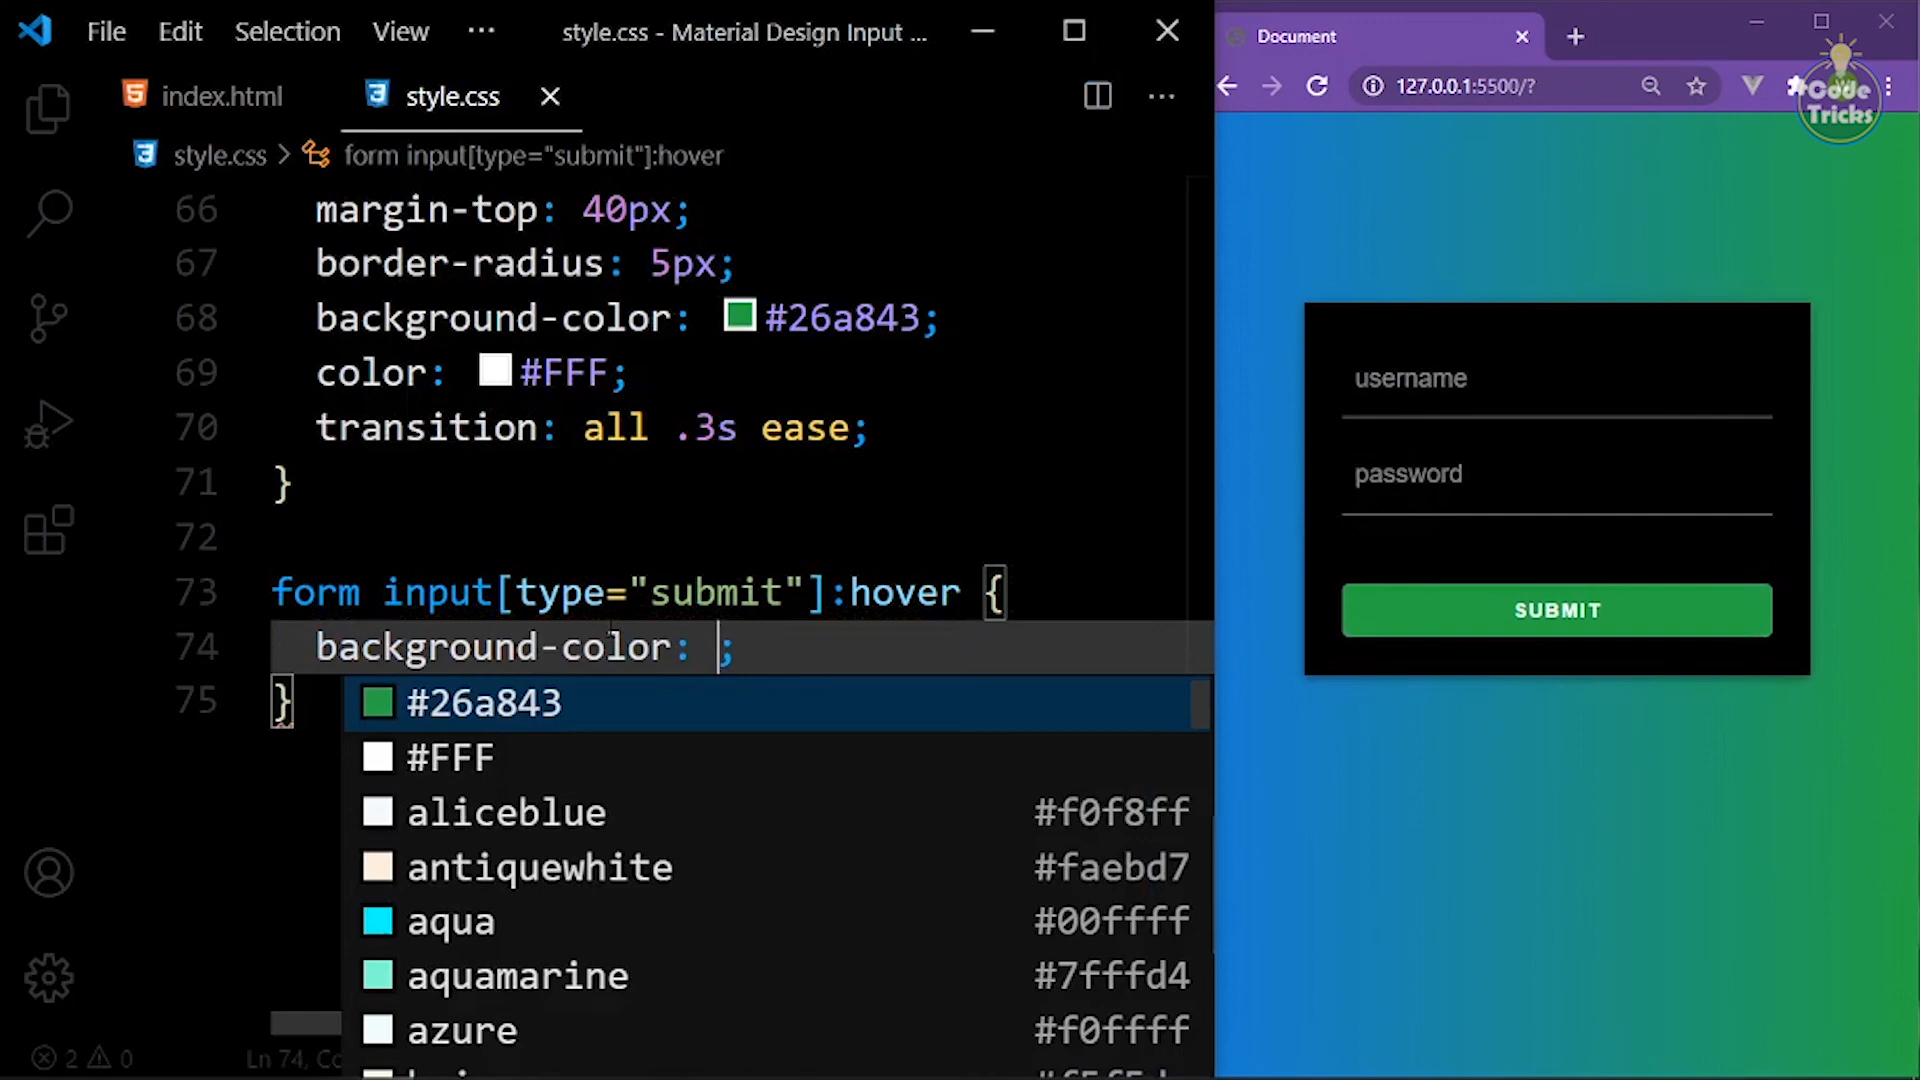 File Edit Selection View ··· style.css - Material Design Input ...
index.html style.css
style.css > form input[type="submit"]:hover
66 margin-top: 40px;
67 border-radius: 5px;
68 background-color: #26a843;
69 color: #FFF;
70 transition: all .3s ease;
71 }
72
73 form input[type="submit"]:hover {
74 background-color: ;
75 }
#26a843
#FFF
aliceblue #f0f8ff
antiquewhite #faebd7
aqua #00ffff
aquamarine #7fffd4
azure #f0ffff
2 0 Ln 74,
Document
127.0.0.1:5500/?
Code
Tricks
username
password
SUBMIT